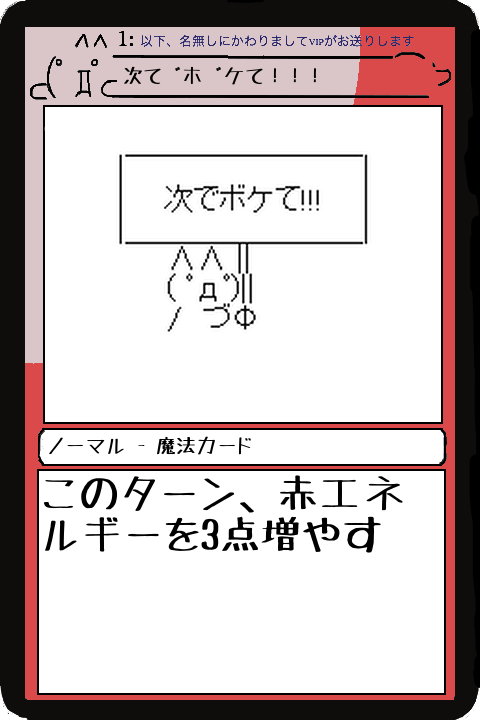 ∧∧ 1: 以下、名無しにかわりましてVIPがお送りします
(゚Д゚⊂ 次で ゙ホ ゙ケて！！！
次でボケて!!!
∧∧ ||
(゚Д゚)||
/ づΦ
ノーマル - 魔法カード
このターン、赤エネ
ルギーを3点増やす